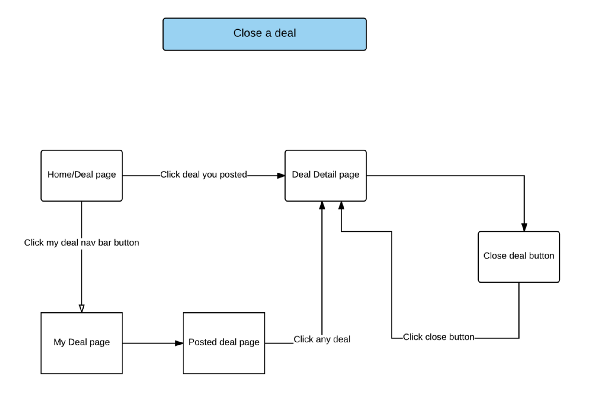 Close a deal
Home/Deal page
Click deal you posted
Deal Detail page
Click my deal nav bar button
Close deal button
My Deal page
Posted deal page
Click any deal
Click close button